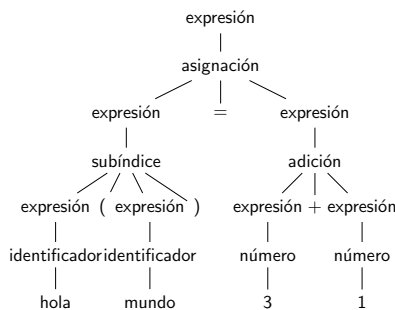 expresión
asignación
expresión = expresión
subíndice adición
expresión ( expresión ) expresión + expresión
identificador identificador número número
hola mundo 3 1